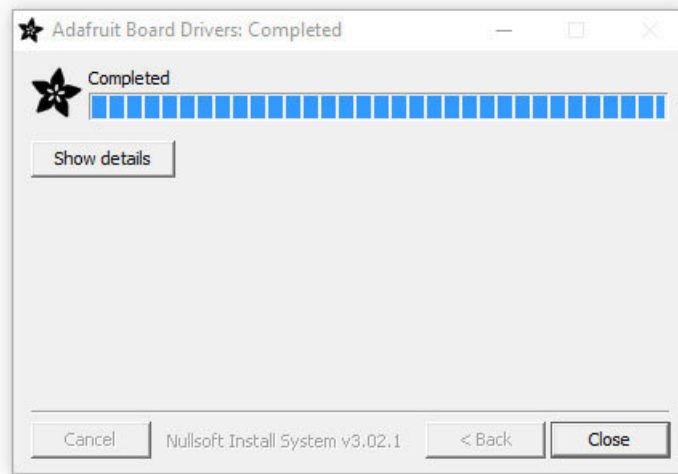 Adafruit Board Drivers: Completed
Completed
Show details
Cancel Nullsoft Install System v3.02.1 < Back Close